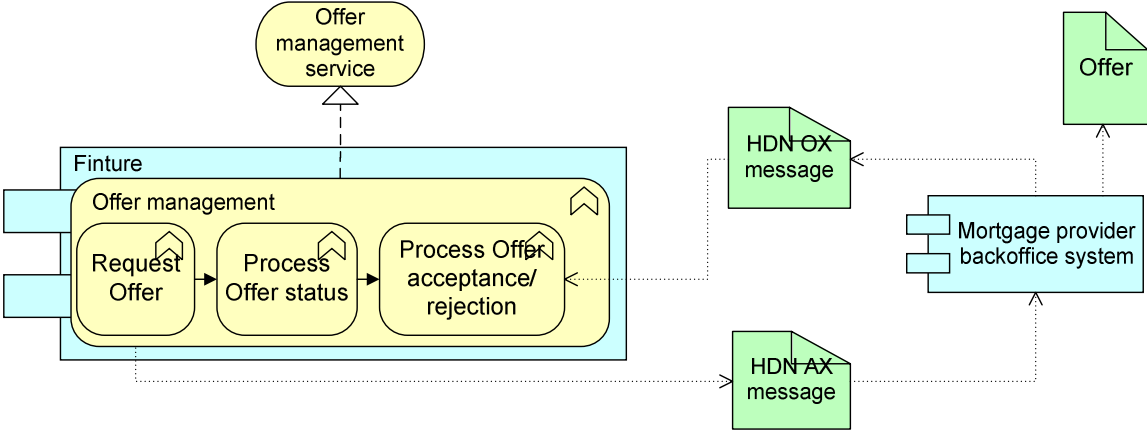 Offer
management
service
Offer
HDN OX
message
Finture
Offer management
Request
Offer
Process
Offer status
Process Offer
acceptance/
rejection
Mortgage provider
backoffice system
HDN AX
message